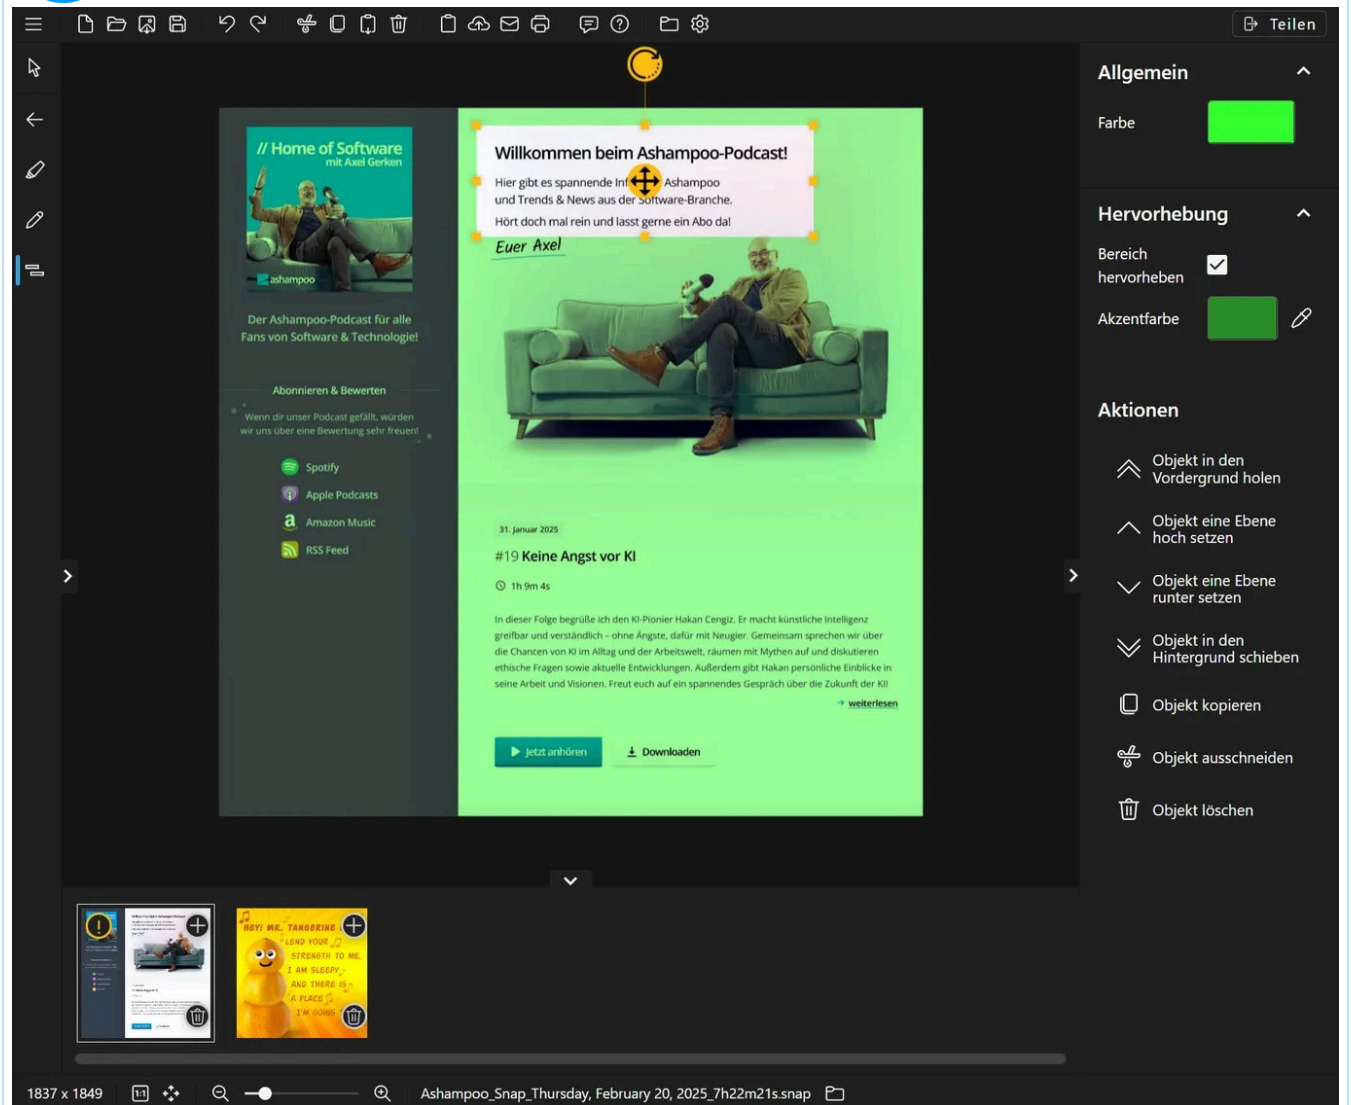 Teilen
Allgemein
Farbe
Hervorhebung
Bereich
hervorheben
Akzentfarbe
Aktionen
Objekt in den
Vordergrund holen
Objekt eine Ebene
hoch setzen
Objekt eine Ebene
runter setzen
Objekt in den
Hintergrund schieben
Objekt kopieren
Objekt ausschneiden
Objekt löschen
// Home of Software
mit Axel Gerken
ashampoo
Der Ashampoo-Podcast für alle
Fans von Software & Technologie!
Abonnieren & Bewerten
Wenn dir unser Podcast gefällt, würden
wir uns über eine Bewertung sehr freuen!
Spotify
Apple Podcasts
Amazon Music
RSS Feed
Willkommen beim Ashampoo-Podcast!
Hier gibt es spannende Inf Ashampoo
und Trends & News aus der Software-Branche.
Hört doch mal rein und lasst gerne ein Abo da!
Euer Axel
31. Januar 2025
#19 Keine Angst vor KI
1h 9m 4s
In dieser Folge begrüße ich den KI-Pionier Hakan Cengiz. Er macht künstliche Intelligenz
greifbar und verständlich – ohne Ängste, dafür mit Neugier. Gemeinsam sprechen wir über
die Chancen von KI im Alltag und der Arbeitswelt, räumen mit Mythen auf und diskutieren
ethische Fragen sowie aktuelle Entwicklungen. Außerdem gibt Hakan persönliche Einblicke in
seine Arbeit und Visionen. Freut euch auf ein spannendes Gespräch über die Zukunft der KI!
weiterlesen
Jetzt anhören
Downloaden
HEY! MR. TANGERINE
LEND YOUR
STRENGTH TO ME,
I AM SLEEPY
AND THERE IS
A PLACE
I'M GOING
1837 x 1849
1:1
Ashampoo_Snap_Thursday, February 20, 2025_7h22m21s.snap